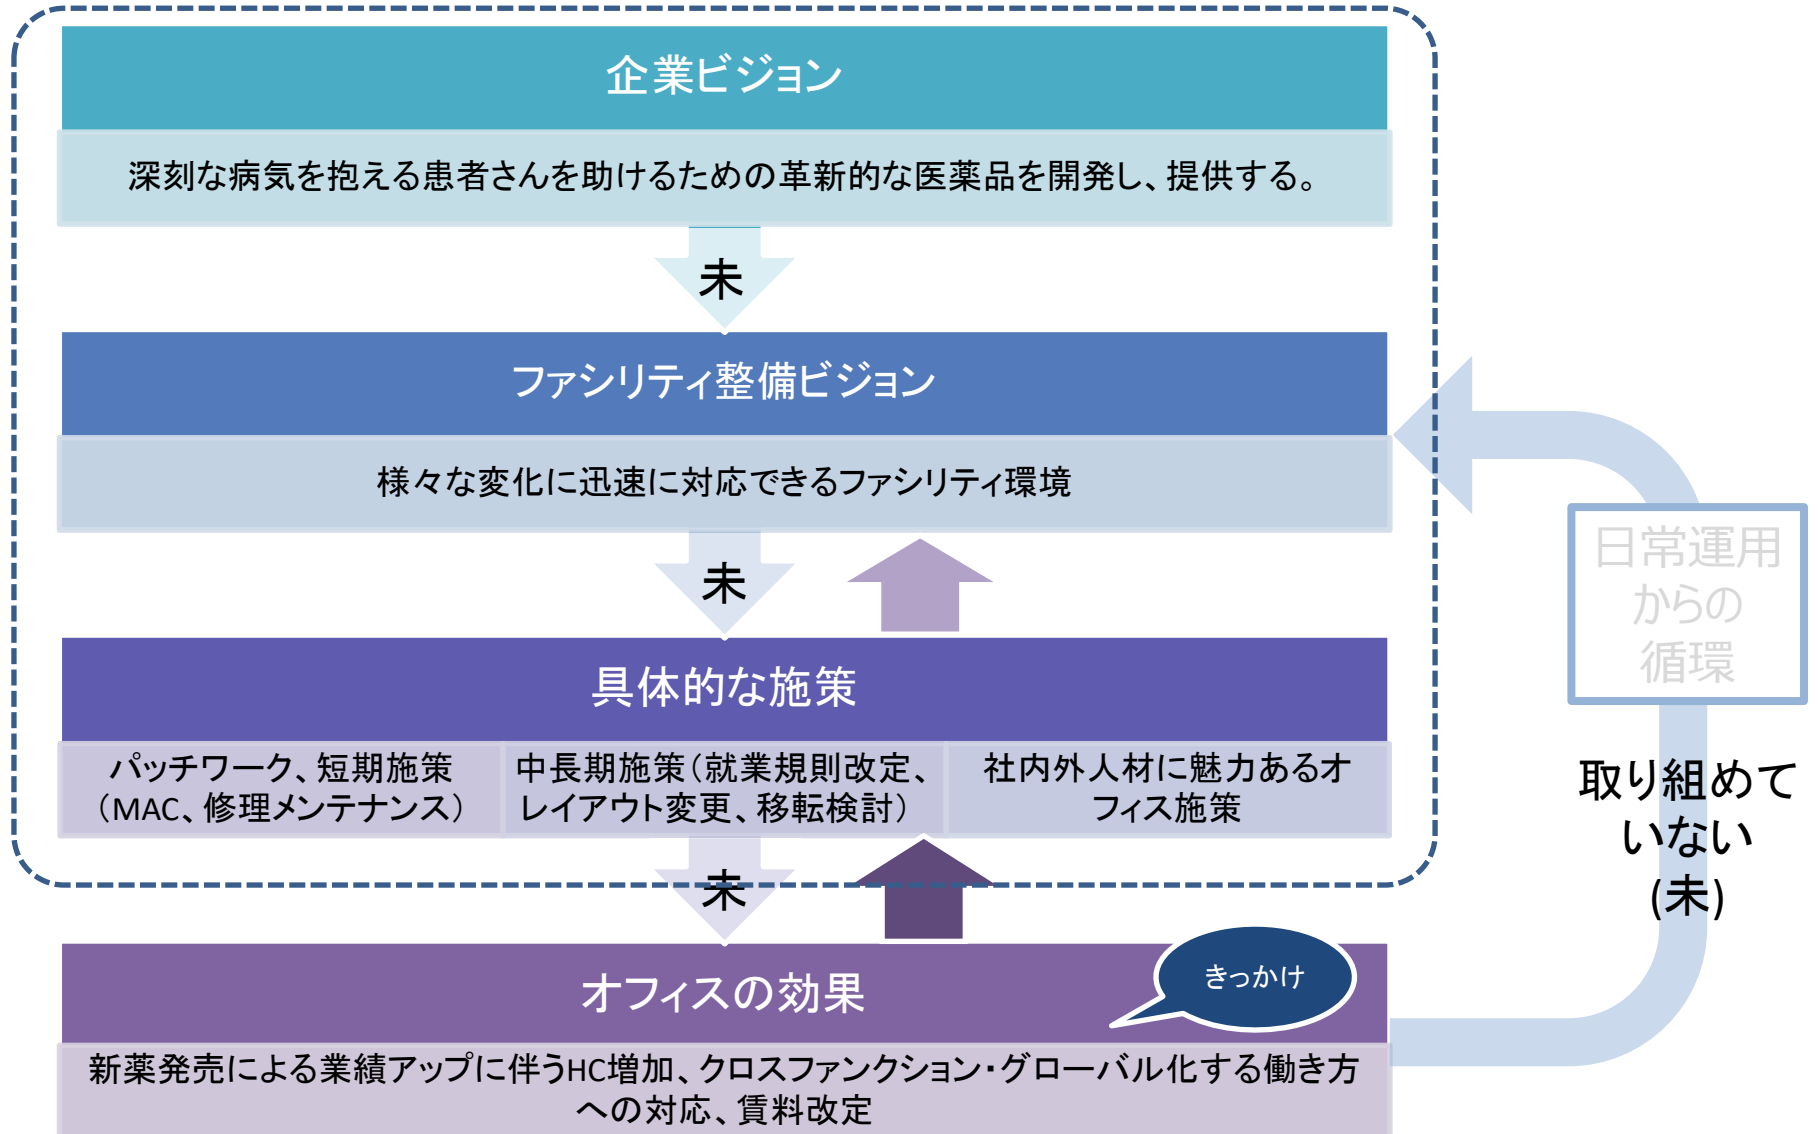 企業ビジョン
深刻な病気を抱える患者さんを助けるための革新的な医薬品を開発し、提供する。
未
ファシリティ整備ビジョン
様々な変化に迅速に対応できるファシリティ環境
未
具体的な施策
パッチワーク、短期施策
（MAC、修理メンテナンス）
中長期施策（就業規則改定、
レイアウト変更、移転検討）
社内外人材に魅力あるオ
フィス施策
未
オフィスの効果
きっかけ
新薬発売による業績アップに伴うHC増加、クロスファンクション・グローバル化する働き方
への対応、賃料改定
日常運用
からの
循環
取り組めて
いない
(未)